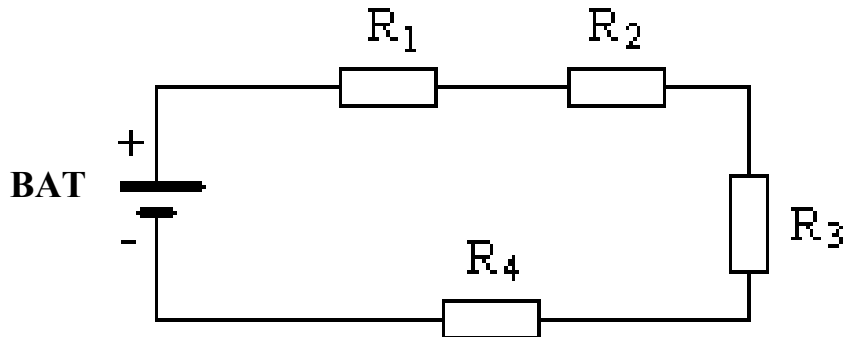 R₁
R₂
+
BAT
-
R₃
R₄